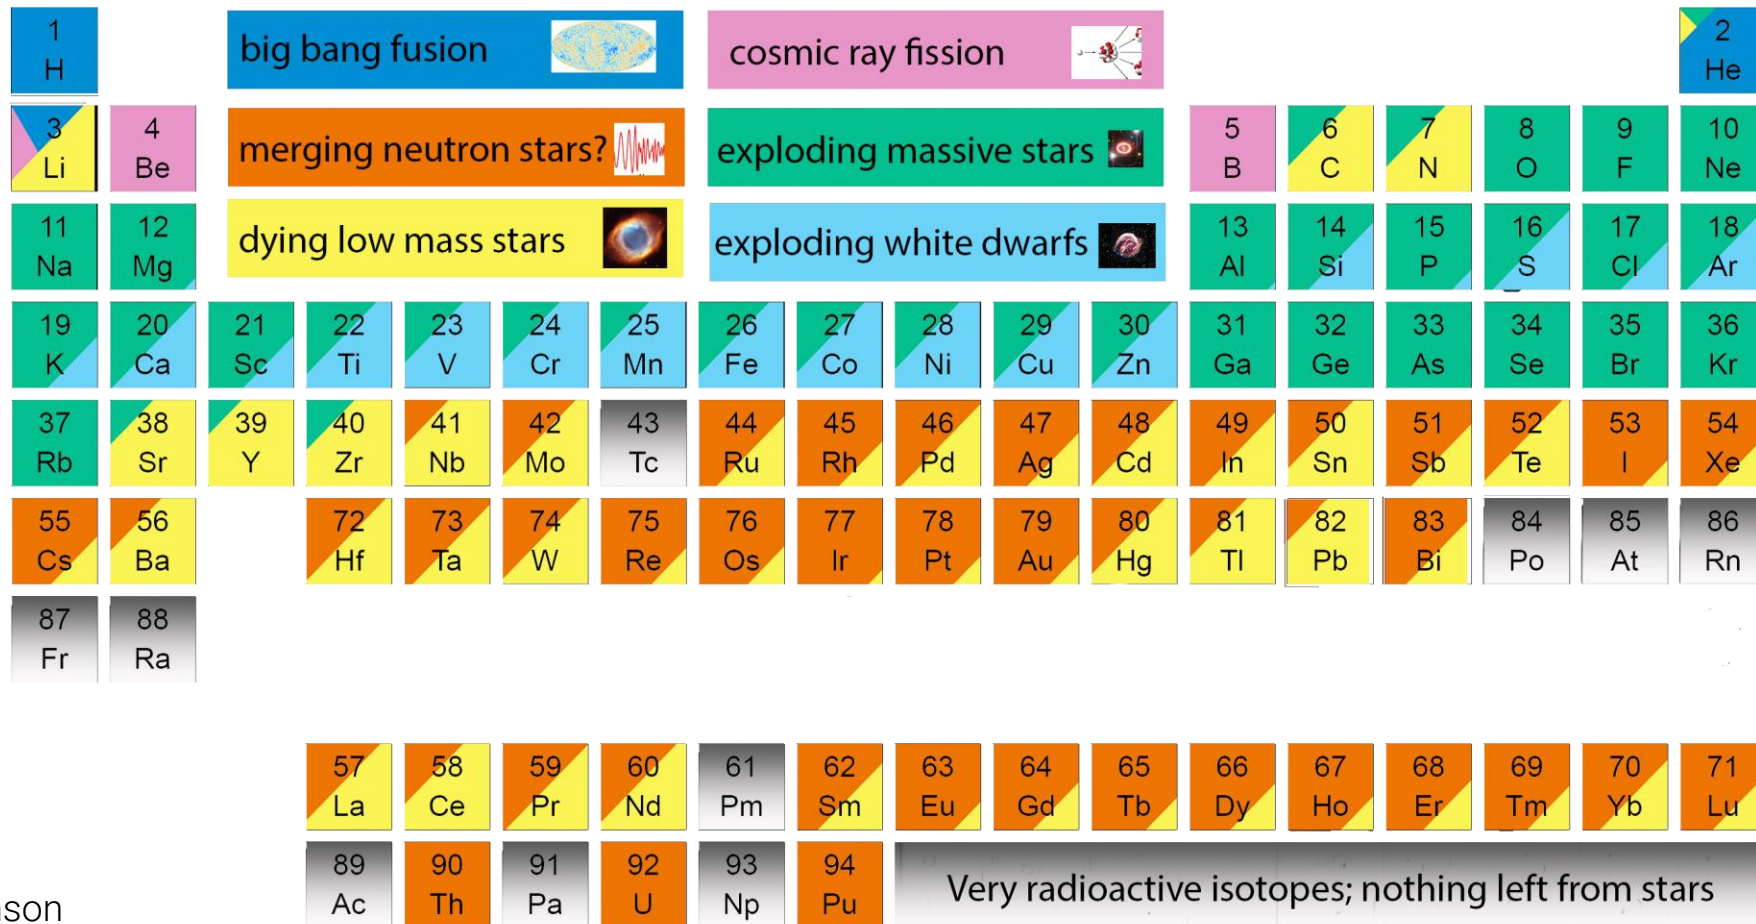 1 big bang fusion cosmic ray fission 2
H He
3 merging neutron stars? exploding massive stars 4 5 6 7 8 9 10
Li Be B C N O F Ne
11 12 dying low mass stars exploding white dwarfs 13 14 15 16 17 18
Na Mg Al Si P S Cl Ar
19 20 21 22 23 24 25 26 27 28 29 30 31 32 33 34 35 36
K Ca Sc Ti V Cr Mn Fe Co Ni Cu Zn Ga Ge As Se Br Kr
37 38 39 40 41 42 43 44 45 46 47 48 49 50 51 52 53 54
Rb Sr Y Zr Nb Mo Tc Ru Rh Pd Ag Cd In Sn Sb Te I Xe
55 56 72 73 74 75 76 77 78 79 80 81 82 83 84 85 86
Cs Ba Hf Ta W Re Os Ir Pt Au Hg Tl Pb Bi Po At Rn
87 88
Fr Ra
57 58 59 60 61 62 63 64 65 66 67 68 69 70 71
La Ce Pr Nd Pm Sm Eu Gd Tb Dy Ho Er Tm Yb Lu
89 90 91 92 93 94 Very radioactive isotopes; nothing left from stars
Ac Th Pa U Np Pu